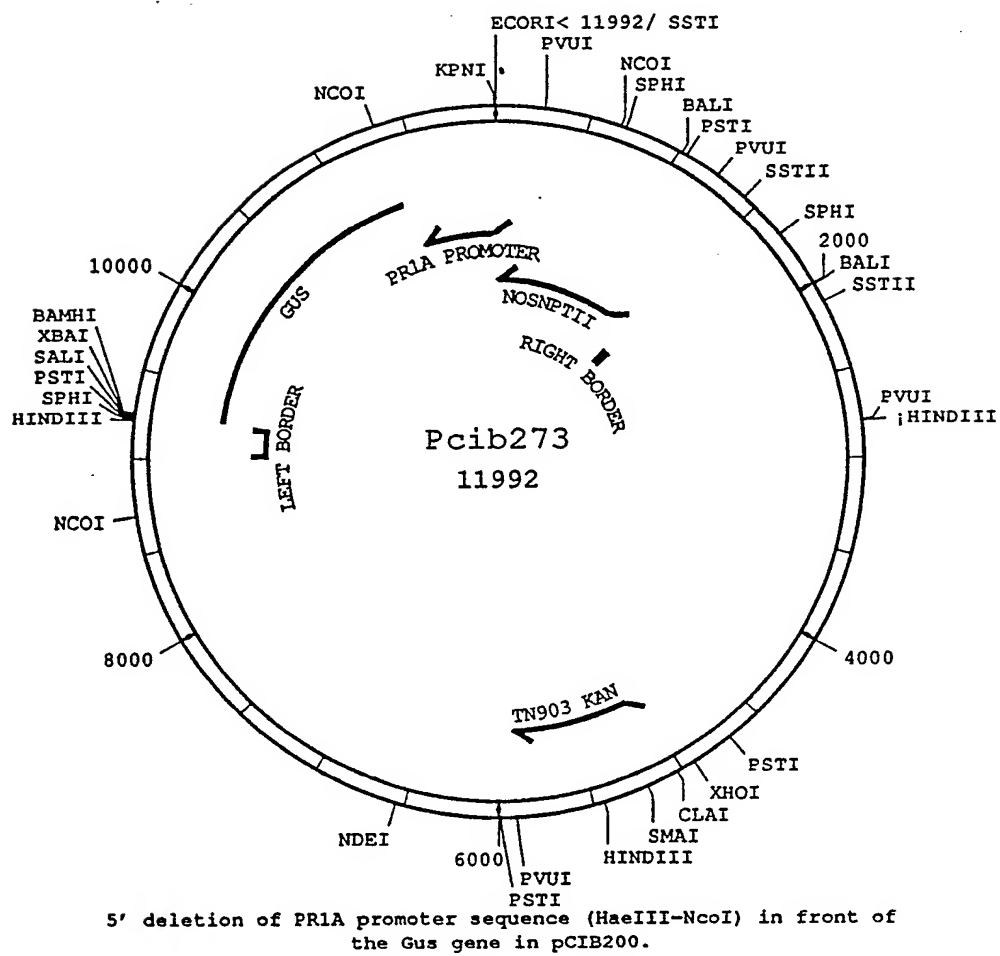 ECORI< 11992/ SSTI
PVUI
KPNI
NCOI
SPHI
NCOI
BALI
PSTI
PVUI
SSTII
SPHI
2000
BALI
SSTII
PR1A PROMOTER
10000
GUS
NOSNPTII
BAMHI
XBAI
SALI
PSTI
SPHI
HINDIII
RIGHT BORDER
LEFT BORDER
PVUI
¡HINDIII
Pcib273
11992
NCOI
8000
4000
TN903 KAN
PSTI
XHOI
CLAI
SMAI
HINDIII
NDEI
6000
PVUI
PSTI
5' deletion of PR1A promoter sequence (HaeIII-NcoI) in front of
the Gus gene in pCIB200.